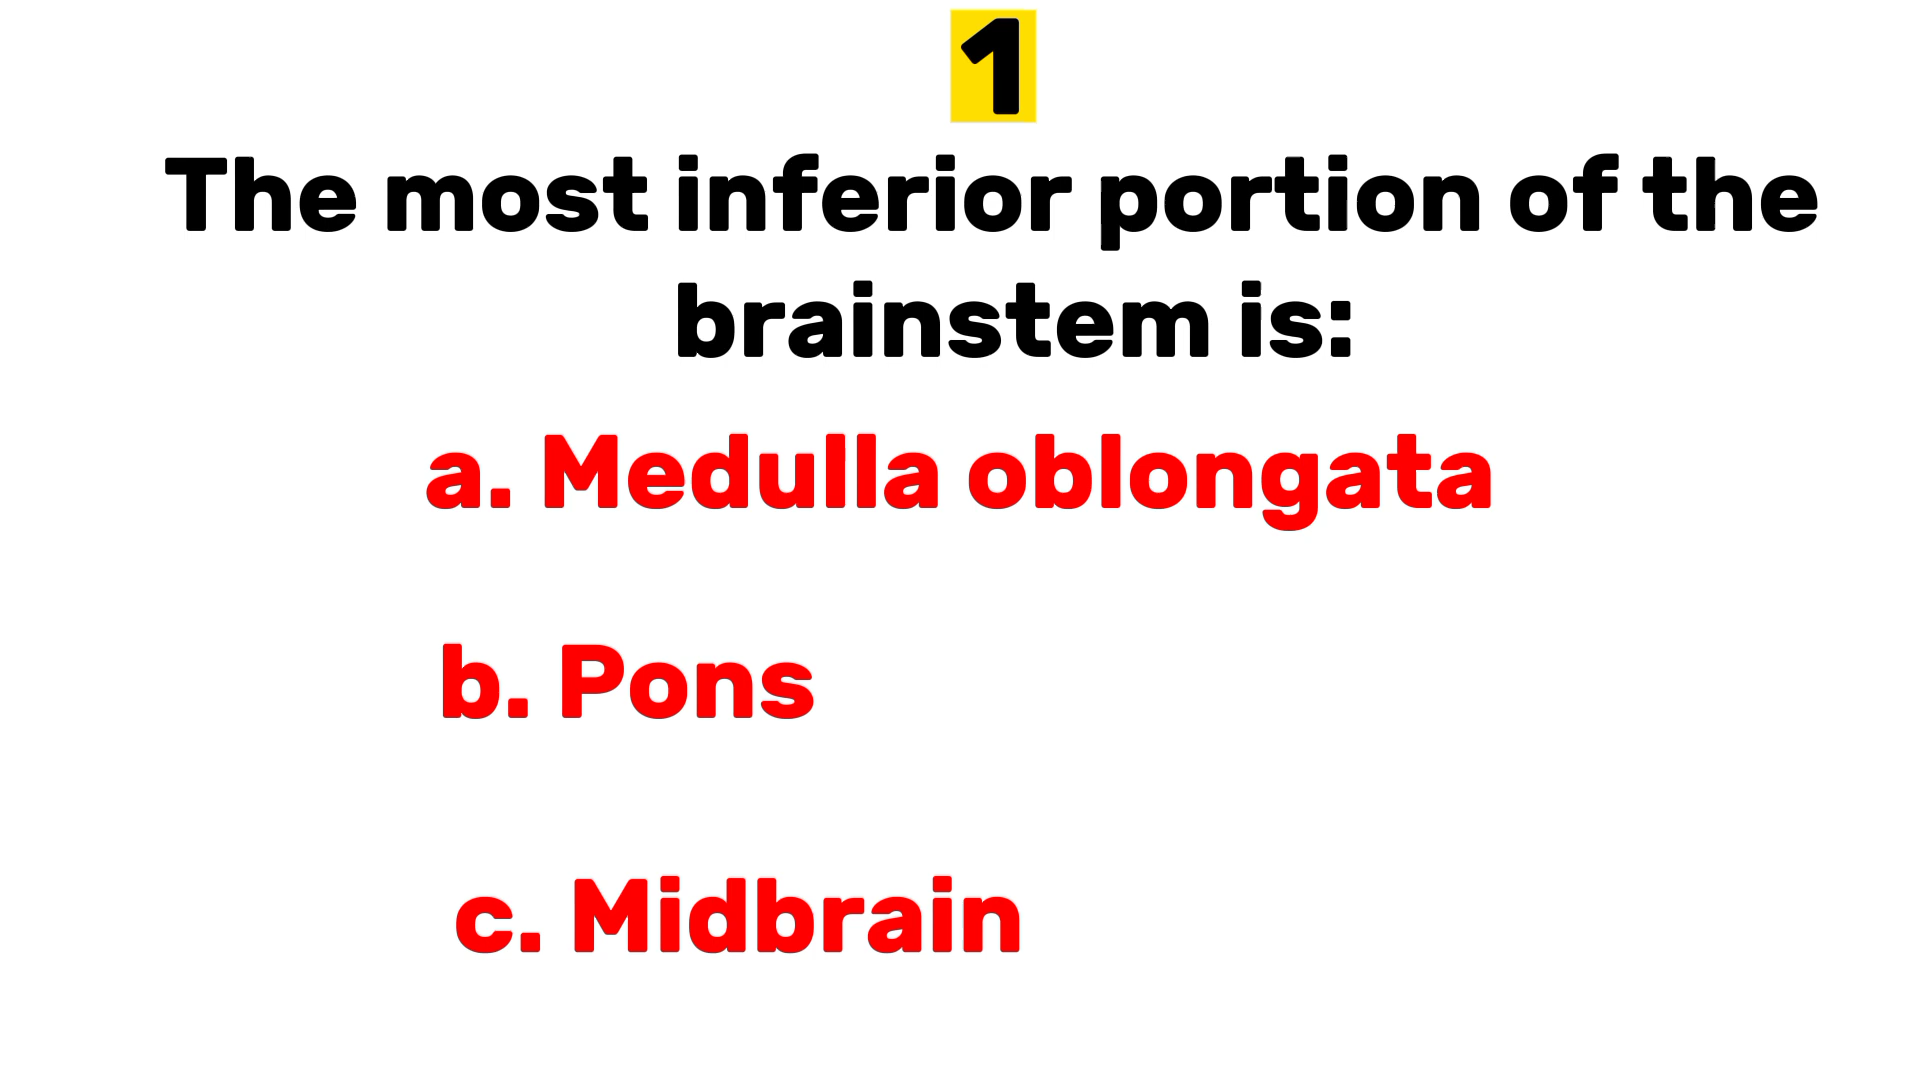 1
The most inferior portion of the
brainstem is:
a. Medulla oblongata
b. Pons
c. Midbrain